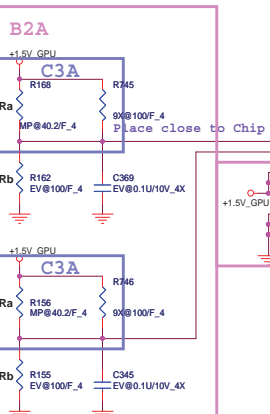 B2A
+1.5V_GPU
C3A
R168
R745
Ra
9X@100/F_4
MP@40.2/F_4
Place close to Chip
Rb
R162
EV@100/F_4
C369
EV@0.1U/10V_4X
+1.5V_GPU
+1.5V_GPU
C3A
R746
Ra
R156
MP@40.2/F_4
9X@100/F_4
Rb
R155
EV@100/F_4
C345
EV@0.1U/10V_4X